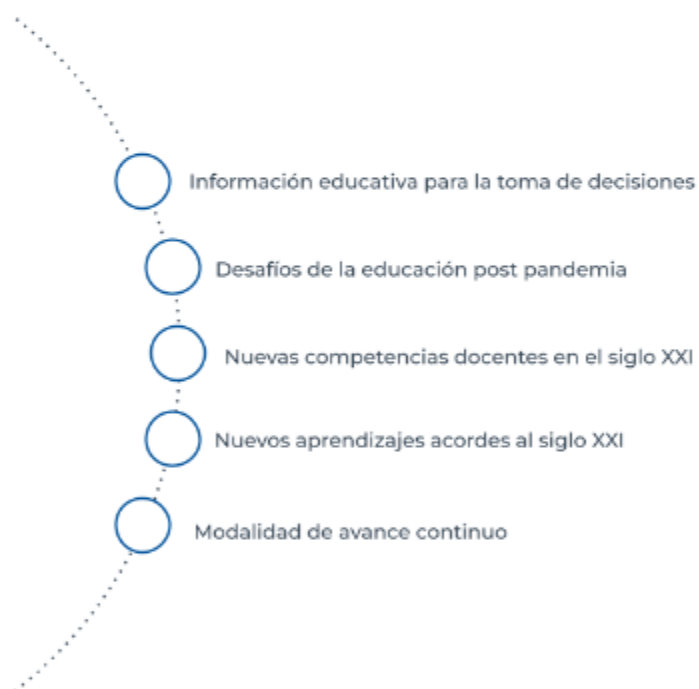 Información educativa para la toma de decisiones
Desafíos de la educación post pandemia
Nuevas competencias docentes en el siglo XXI
Nuevos aprendizajes acordes al siglo XXI
Modalidad de avance continuo